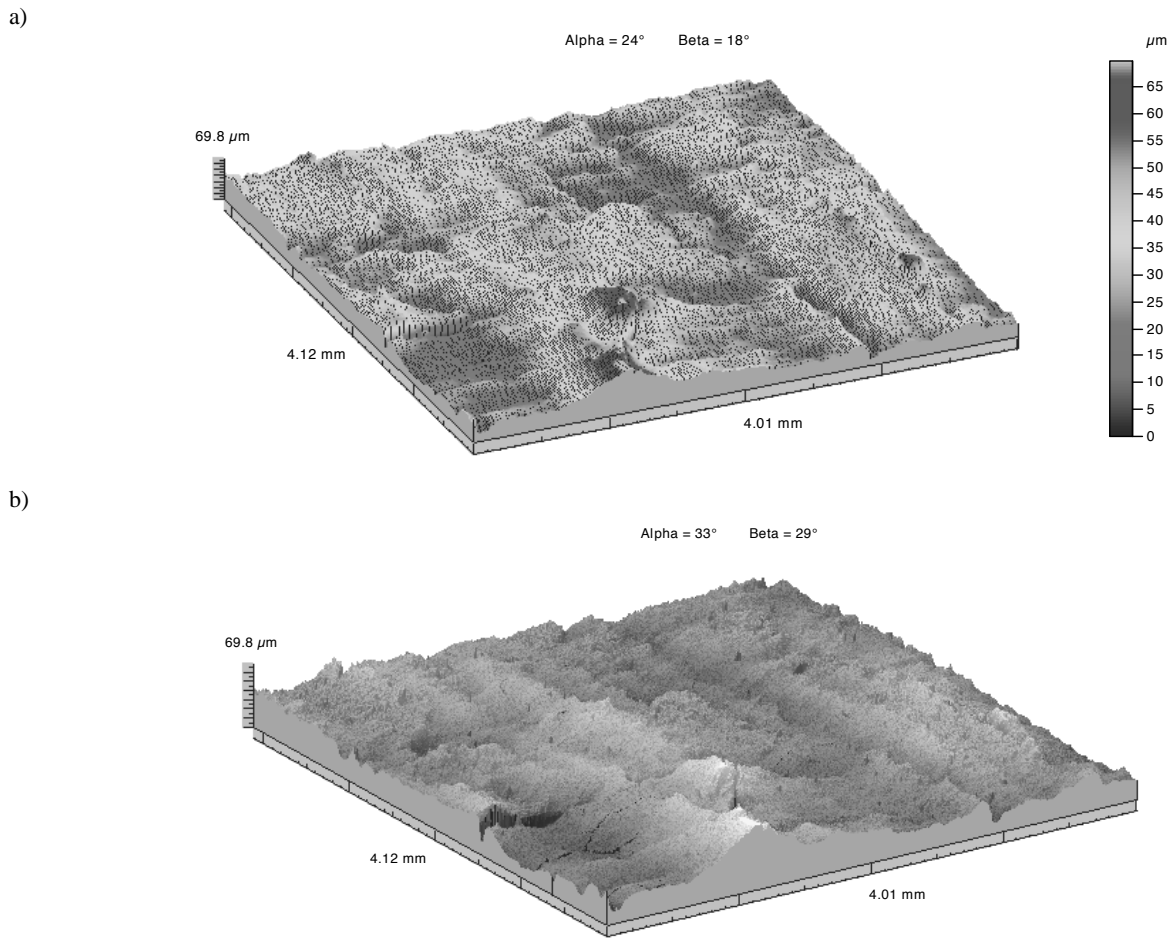 a)
Alpha = 24° Beta = 18°
µm
69.8 µm
65
60
55
50
45
40
35
30
25
20
15
10
5
0
4.12 mm
4.01 mm
b)
Alpha = 33° Beta = 29°
69.8 µm
4.12 mm
4.01 mm